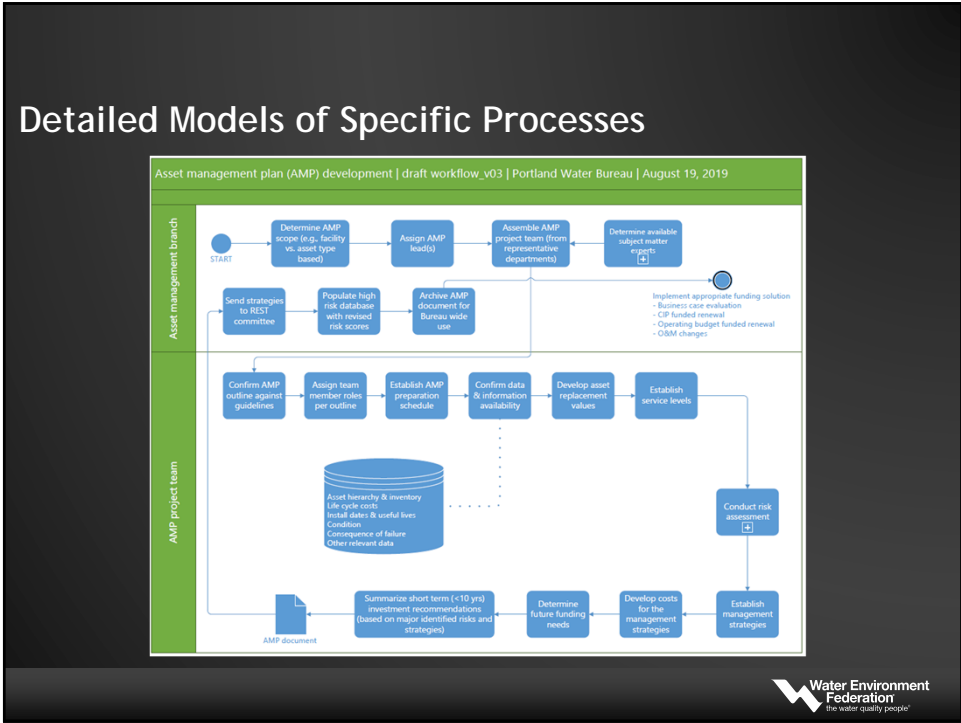 Detailed Models of Specific Processes
Asset management plan (AMP) development | draft workflow_v03 | Portland Water Bureau | August 19, 2019
Asset management branch
START
Determine AMP
scope (e.g., facility
vs. asset type
based)
Assign AMP
lead(s)
Assemble AMP
project team (from
representative
departments)
Determine available
subject matter
experts
Send strategies
to REST
committee
Populate high
risk database
with revised
risk scores
Archive AMP
document for
Bureau wide
use
Implement appropriate funding solution
- Business case evaluation
- CIP funded renewal
- Operating budget funded renewal
- O&M changes
AMP project team
Confirm AMP
outline against
guidelines
Assign team
member roles
per outline
Establish AMP
preparation
schedule
Confirm data
& information
availability
Develop asset
replacement
values
Establish
service levels
Asset hierarchy & inventory
Life cycle costs
Install dates & useful lives
Condition
Consequence of failure
Other relevant data
Conduct risk
assessment
AMP document
Summarize short term (<10 yrs)
investment recommendations
(based on major identified risks and
strategies)
Determine
future funding
needs
Develop costs
for the
management
strategies
Establish
management
strategies
Water Environment
Federation
the water quality people®